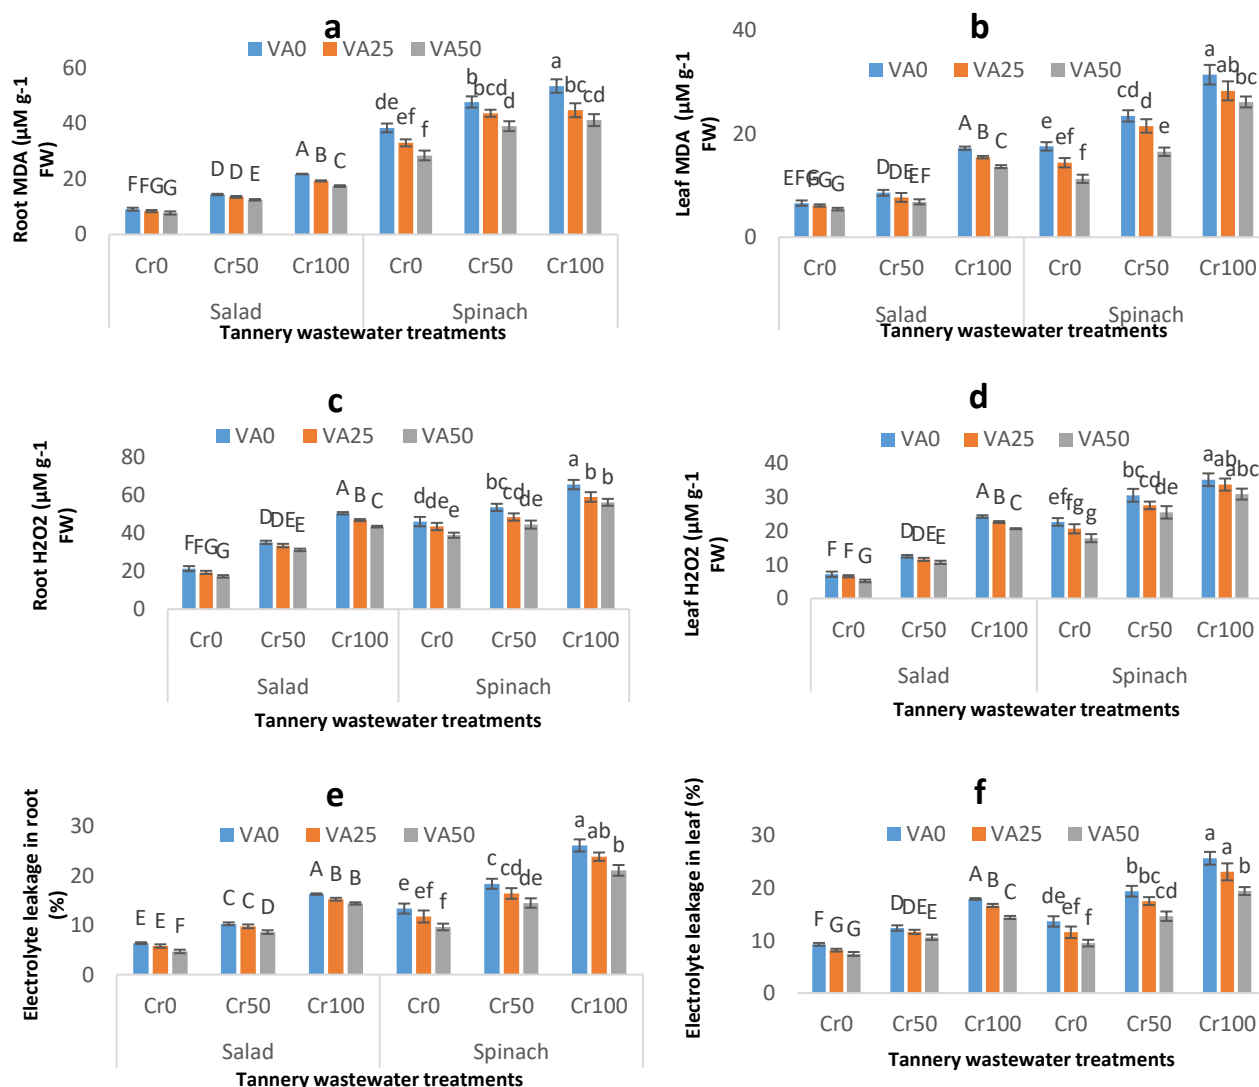 a
VA0 VA25 VA50
Root MDA (µM g-1 FW)
60
40
20
0
F FG G D D E A B C de ef f b bcd d a bc cd
Cr0 Cr50 Cr100 Cr0 Cr50 Cr100
Salad Spinach
Tannery wastewater treatments
b
VA0 VA25 VA50
Leaf MDA (µM g-1 FW)
40
20
0
EFG FG G D DE EF A B C e ef f cd d e a ab bc
Cr0 Cr50 Cr100 Cr0 Cr50 Cr100
Salad Spinach
Tannery wastewater treatments
c
VA0 VA25 VA50
Root H2O2 (µM g-1 FW)
80
60
40
20
0
F FG G D DE E A B C d de e bc cd de a b b
Cr0 Cr50 Cr100 Cr0 Cr50 Cr100
Salad Spinach
Tannery wastewater treatments
d
VA0 VA25 VA50
Leaf H2O2 (µM g-1 FW)
40
30
20
10
0
F F G D DE E A B C ef fg g bc cd de a ab abc
Cr0 Cr50 Cr100 Cr0 Cr50 Cr100
Salad Spinach
Tannery wastewater treatments
e
VA0 VA25 VA50
Electrolyte leakage in root (%)
30
20
10
0
E E F C C D A B B e ef f c cd de a ab b
Cr0 Cr50 Cr100 Cr0 Cr50 Cr100
Salad Spinach
Tannery wastewater treatments
f
VA0 VA25 VA50
Electrolyte leakage in leaf (%)
30
20
10
0
F G G D DE E A B C de ef f b bc cd a a b
Cr0 Cr50 Cr100 Cr0 Cr50 Cr100
Tannery wastewater treatments